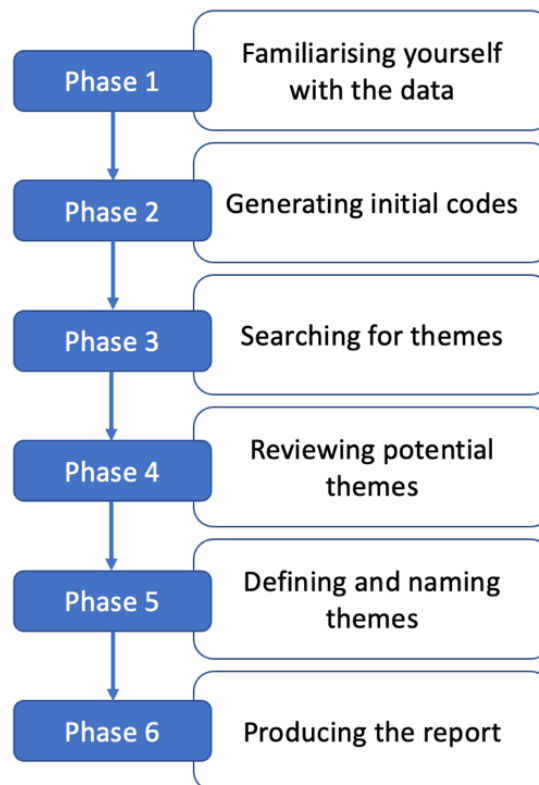 Phase 1
Familiarising yourself
with the data
Phase 2
Generating initial codes
Phase 3
Searching for themes
Phase 4
Reviewing potential
themes
Phase 5
Defining and naming
themes
Phase 6
Producing the report